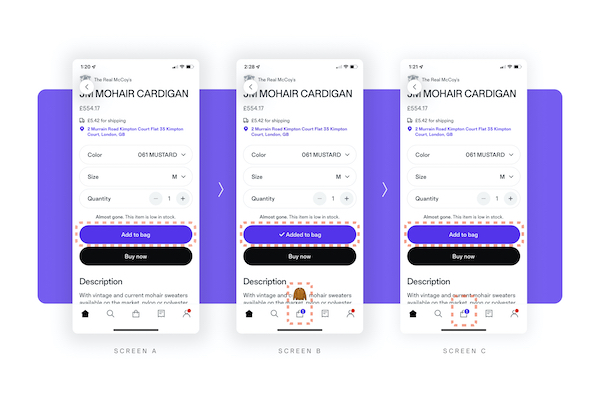 1:20
The Real McCoy's
JM MOHAIR CARDIGAN
£554.17
£5.42 for shipping
2 Murrain Road Kimpton Court Flat 35 Kimpton
Court, London, GB
Color 061 MUSTARD
Size M
Quantity − 1 +
Almost gone. This item is low in stock.
Add to bag
Buy now
Description
With vintage and current mohair sweaters
available on the market, nylon or polyester
SCREEN A
2:28
The Real McCoy's
JM MOHAIR CARDIGAN
£554.17
£5.42 for shipping
2 Murrain Road Kimpton Court Flat 35 Kimpton
Court, London, GB
Color 061 MUSTARD
Size M
Quantity − 1 +
Almost gone. This item is low in stock.
✓ Added to bag
Buy now
Description
With vintage and current mohair sweaters
available on the market, nylon or polyester
1
SCREEN B
1:21
The Real McCoy's
JM MOHAIR CARDIGAN
£554.17
£5.42 for shipping
2 Murrain Road Kimpton Court Flat 35 Kimpton
Court, London, GB
Color 061 MUSTARD
Size M
Quantity − 1 +
Almost gone. This item is low in stock.
Add to bag
Buy now
Description
With vintage and current mohair sweaters
available on the market, nylon or polyester
1
SCREEN C